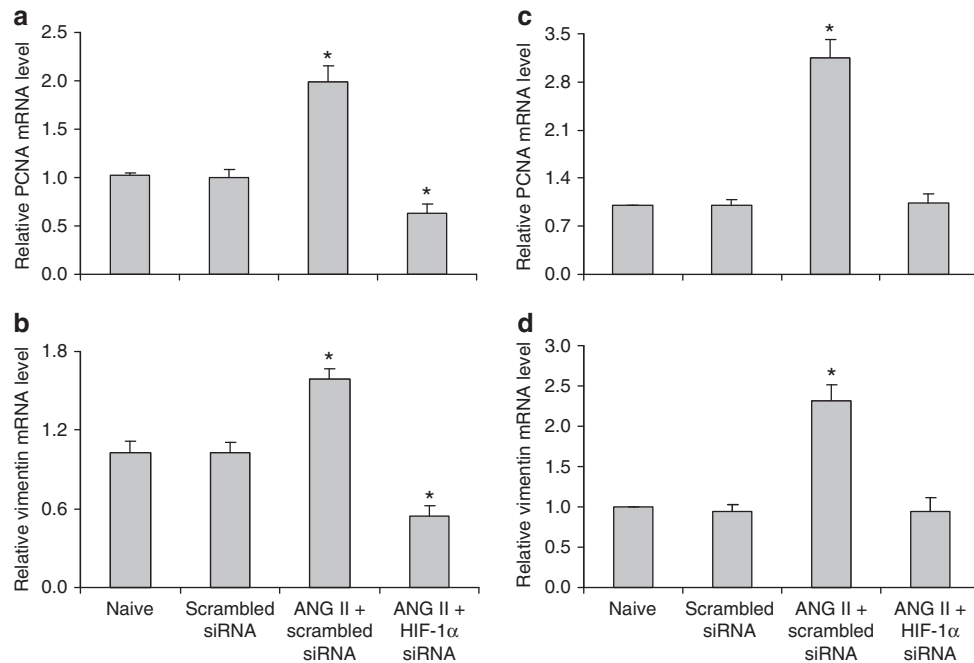 a
Relative PCNA mRNA level
2.5
2.0
1.5
1.0
0.5
0.0
*
*
b
Relative vimentin mRNA level
1.8
1.2
0.6
0.0
*
*
Naive
Scrambled
siRNA
ANG II +
scrambled
siRNA
ANG II +
HIF-1α
siRNA
c
Relative PCNA mRNA level
3.5
2.8
2.1
1.4
0.7
0.0
*
d
Relative vimentin mRNA level
3.0
2.5
2.0
1.5
1.0
0.5
0.0
*
Naive
Scrambled
siRNA
ANG II +
scrambled
siRNA
ANG II +
HIF-1α
siRNA